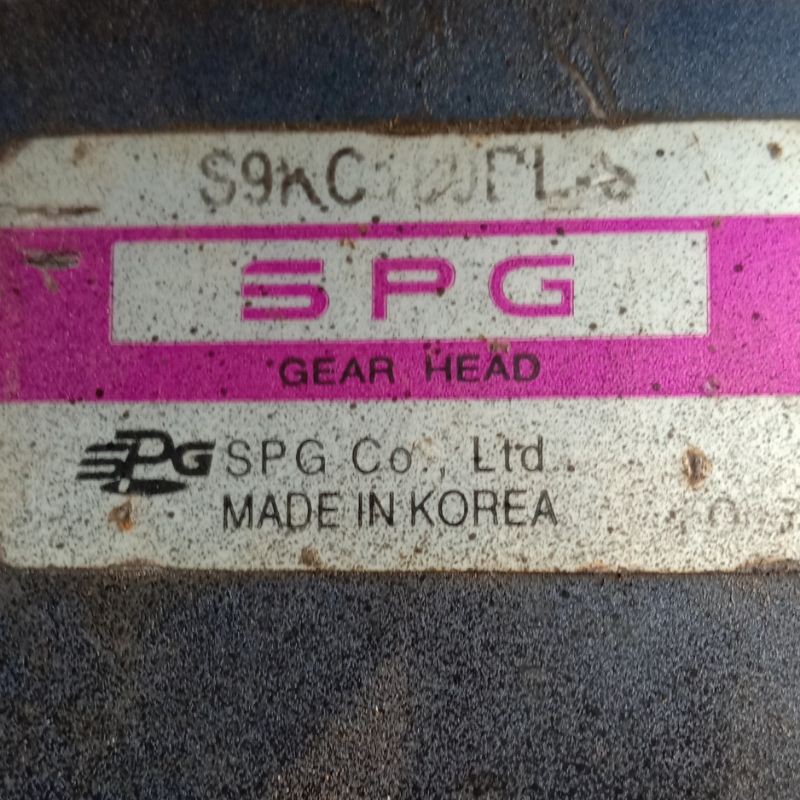 SPG
GEAR HEAD
SPG SPG Co., Ltd.
MADE IN KOREA